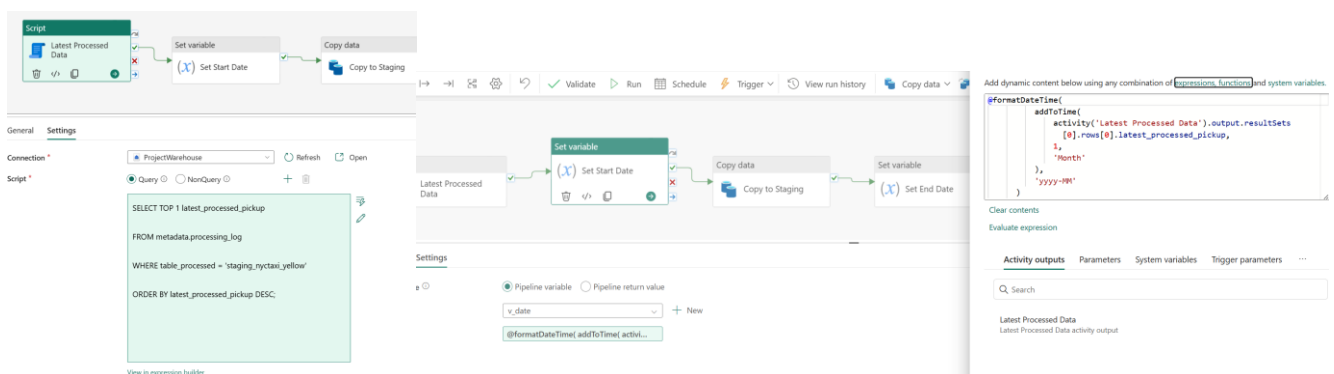 Script
Latest Processed
Data
Set variable
(x) Set Start Date
Copy data
Copy to Staging
General Settings
Connection *
ProjectWarehouse
Refresh
Open
Script *
Query
NonQuery
SELECT TOP 1 latest_processed_pickup
FROM metadata.processing_log
WHERE table_processed = 'staging_nyctaxi_yellow'
ORDER BY latest_processed_pickup DESC;
View in expression builder
Validate Run Schedule Trigger View run history Copy data
Latest Processed
Data
Set variable
(x) Set Start Date
Copy data
Copy to Staging
Set variable
(x) Set End Date
Settings
Pipeline variable Pipeline return value
v_date
New
@formatDateTime( addToTime( activi...
Add dynamic content below using any combination of expressions, functions and system variables.
@formatDateTime(
addToTime(
activity('Latest Processed Data').output.resultSets
[0].rows[0].latest_processed_pickup,
1,
'Month'
),
'yyyy-MM'
)
Clear contents
Evaluate expression
Activity outputs Parameters System variables Trigger parameters ...
Search
Latest Processed Data
Latest Processed Data activity output